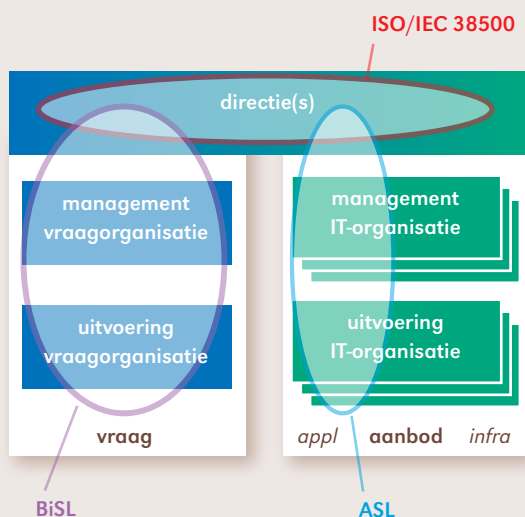 ISO/IEC 38500
directie(s)
management
vraagorganisatie
management
IT-organisatie
uitvoering
vraagorganisatie
uitvoering
IT-organisatie
vraag
appl aanbod infra
BiSL
ASL